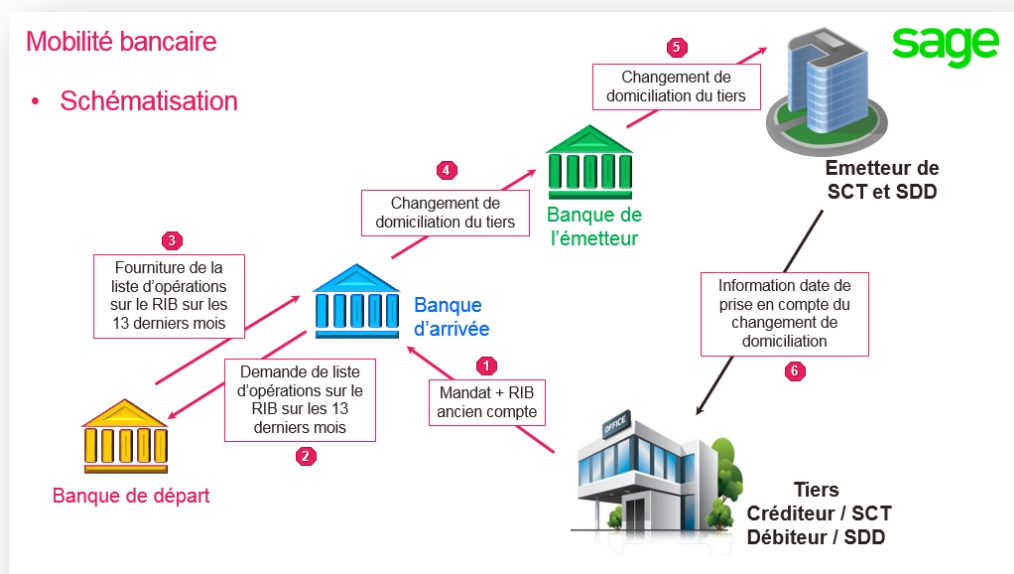 Mobilité bancaire
sage
• Schématisation
5
Changement de
domiciliation du tiers
Emetteur de
SCT et SDD
4
Changement de
domiciliation du tiers
Banque de
l'émetteur
3
Fourniture de la
liste d'opérations
sur le RIB sur les
13 derniers mois
Banque
d'arrivée
Information date de
prise en compte du
changement de
domiciliation
6
Demande de liste
d'opérations sur le
RIB sur les 13
derniers mois
2
1
Mandat + RIB
ancien compte
OFFICE
Banque de départ
Tiers
Créditeur / SCT
Débiteur / SDD